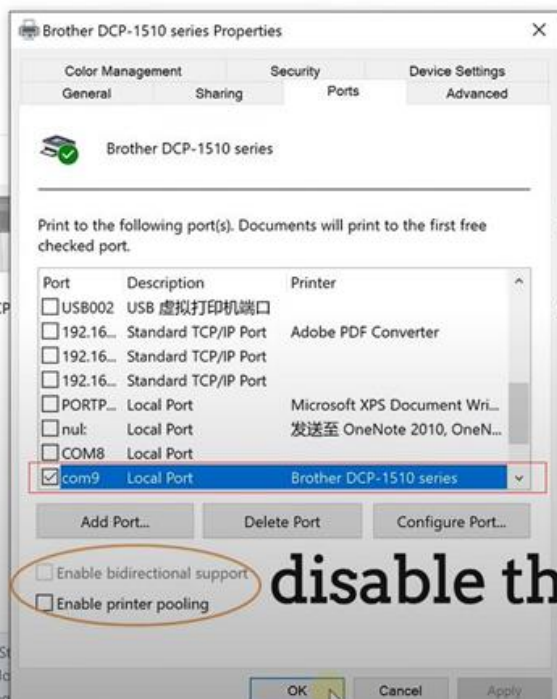 Brother DCP-1510 series Properties
Color Management Security Device Settings
General Sharing Ports Advanced
Brother DCP-1510 series
Print to the following port(s). Documents will print to the first free
checked port.
Port Description Printer
USB002 USB 虚拟打印机端口
192.16... Standard TCP/IP Port Adobe PDF Converter
192.16... Standard TCP/IP Port
192.16... Standard TCP/IP Port
PORTP... Local Port Microsoft XPS Document Wri...
nul: Local Port 发送至 OneNote 2010, OneN...
COM8 Local Port
com9 Local Port Brother DCP-1510 series
Add Port... Delete Port Configure Port...
Enable bidirectional support
disable th
Enable printer pooling
OK Cancel Apply